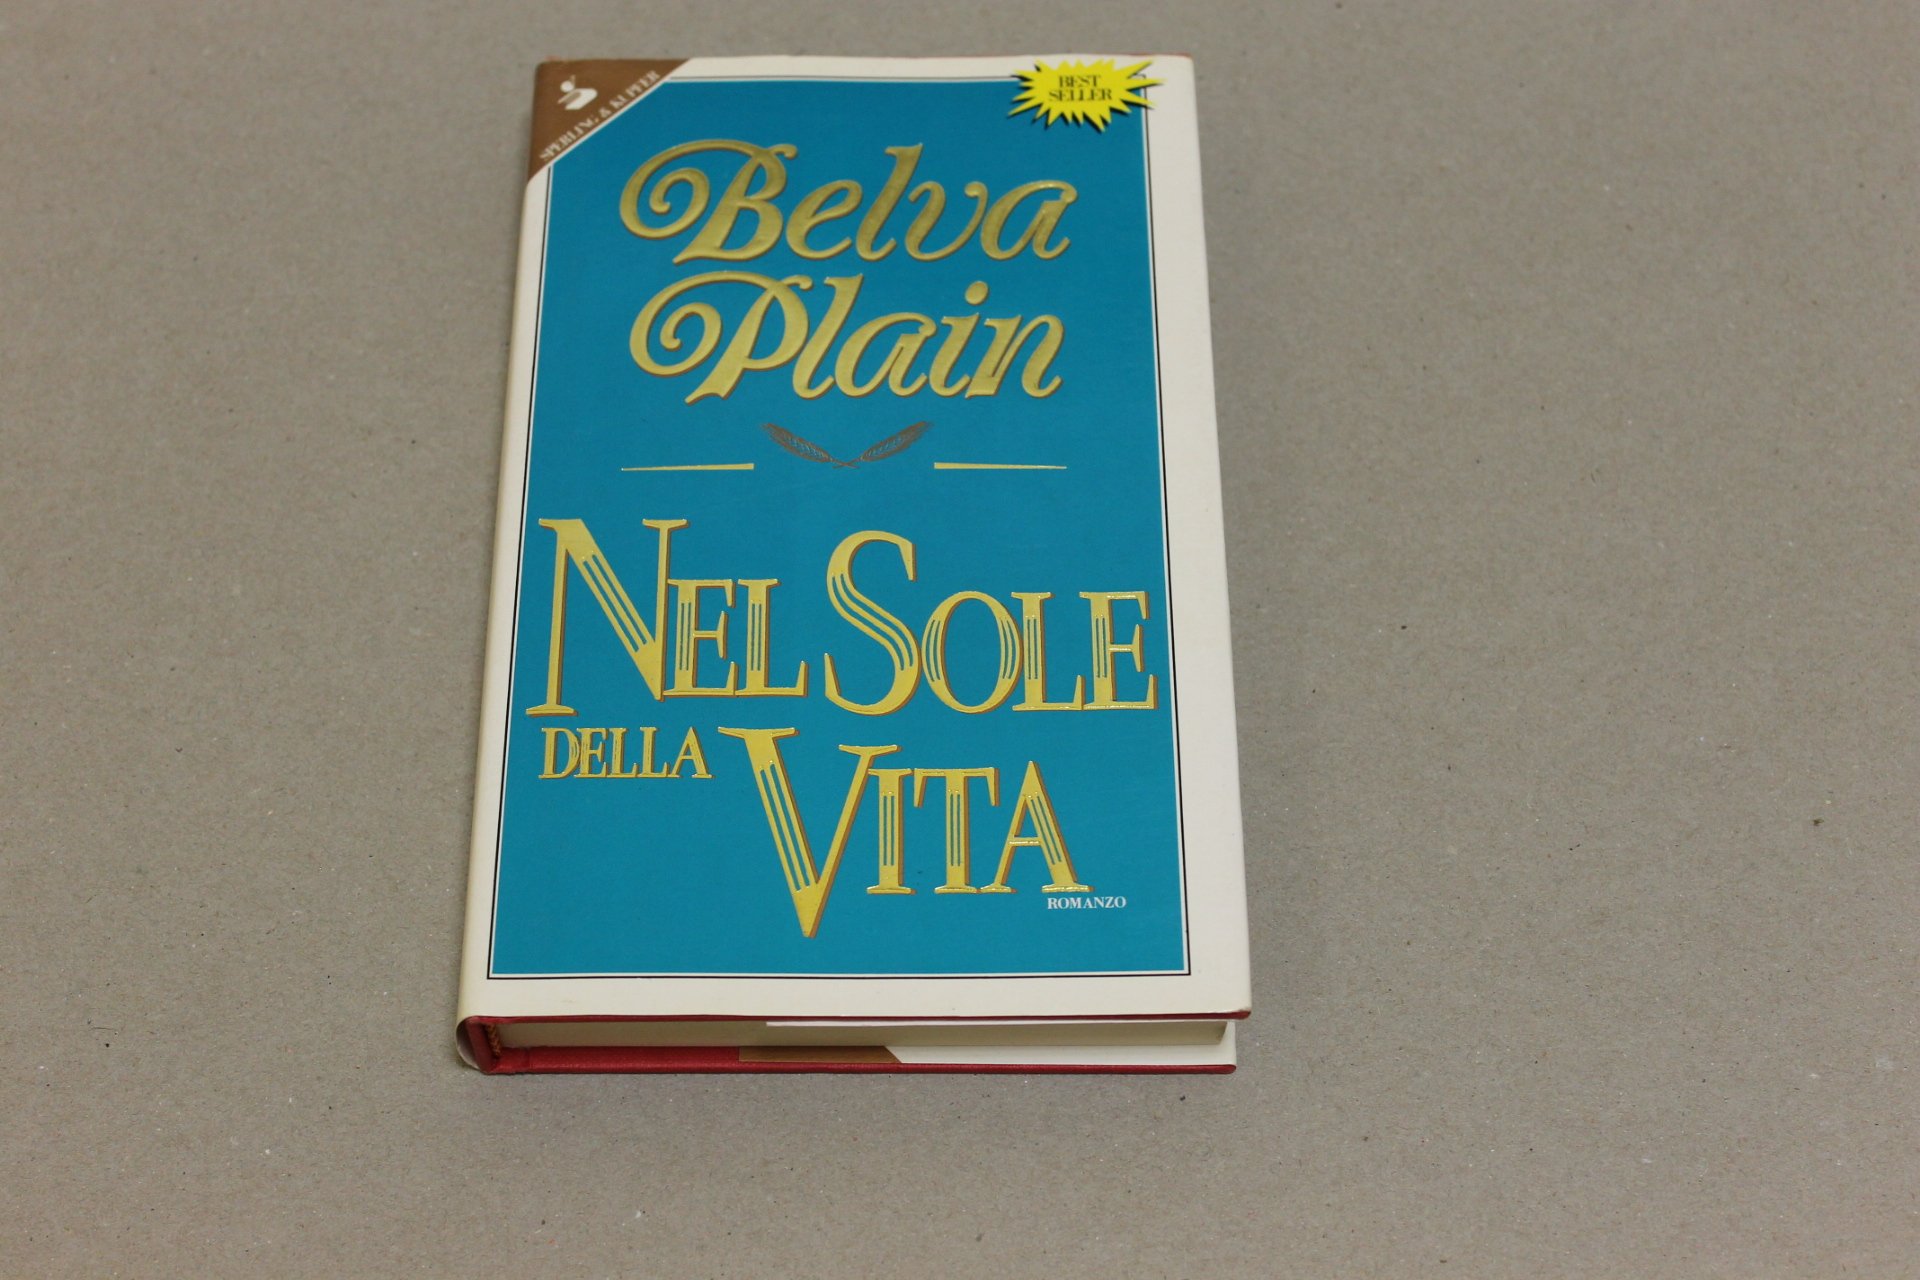 SPERLING & KUPFER
BEST
SELLER
Belva
Plain
NEL SOLE
DELLA VITA
ROMANZO